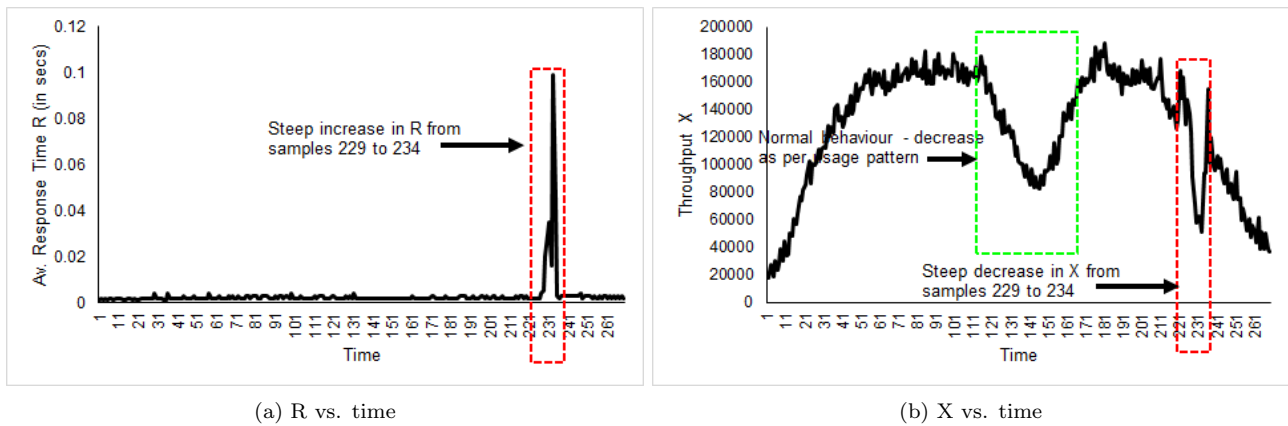 0.12
0.1
0.08
0.06
0.04
0.02
0
Av. Response Time R (in secs)
Steep increase in R from
samples 229 to 234
1 11 21 31 41 51 61 71 81 91 101 111 121 131 141 151 161 171 181 191 201 211 221 231 241 251 261
Time
(a) R vs. time
200000
180000
160000
140000
120000
100000
80000
60000
40000
20000
0
Throughput X
Normal behaviour - decrease
as per usage pattern
Steep decrease in X from
samples 229 to 234
1 11 21 31 41 51 61 71 81 91 101 111 121 131 141 151 161 171 181 191 201 211 221 231 241 251 261
Time
(b) X vs. time